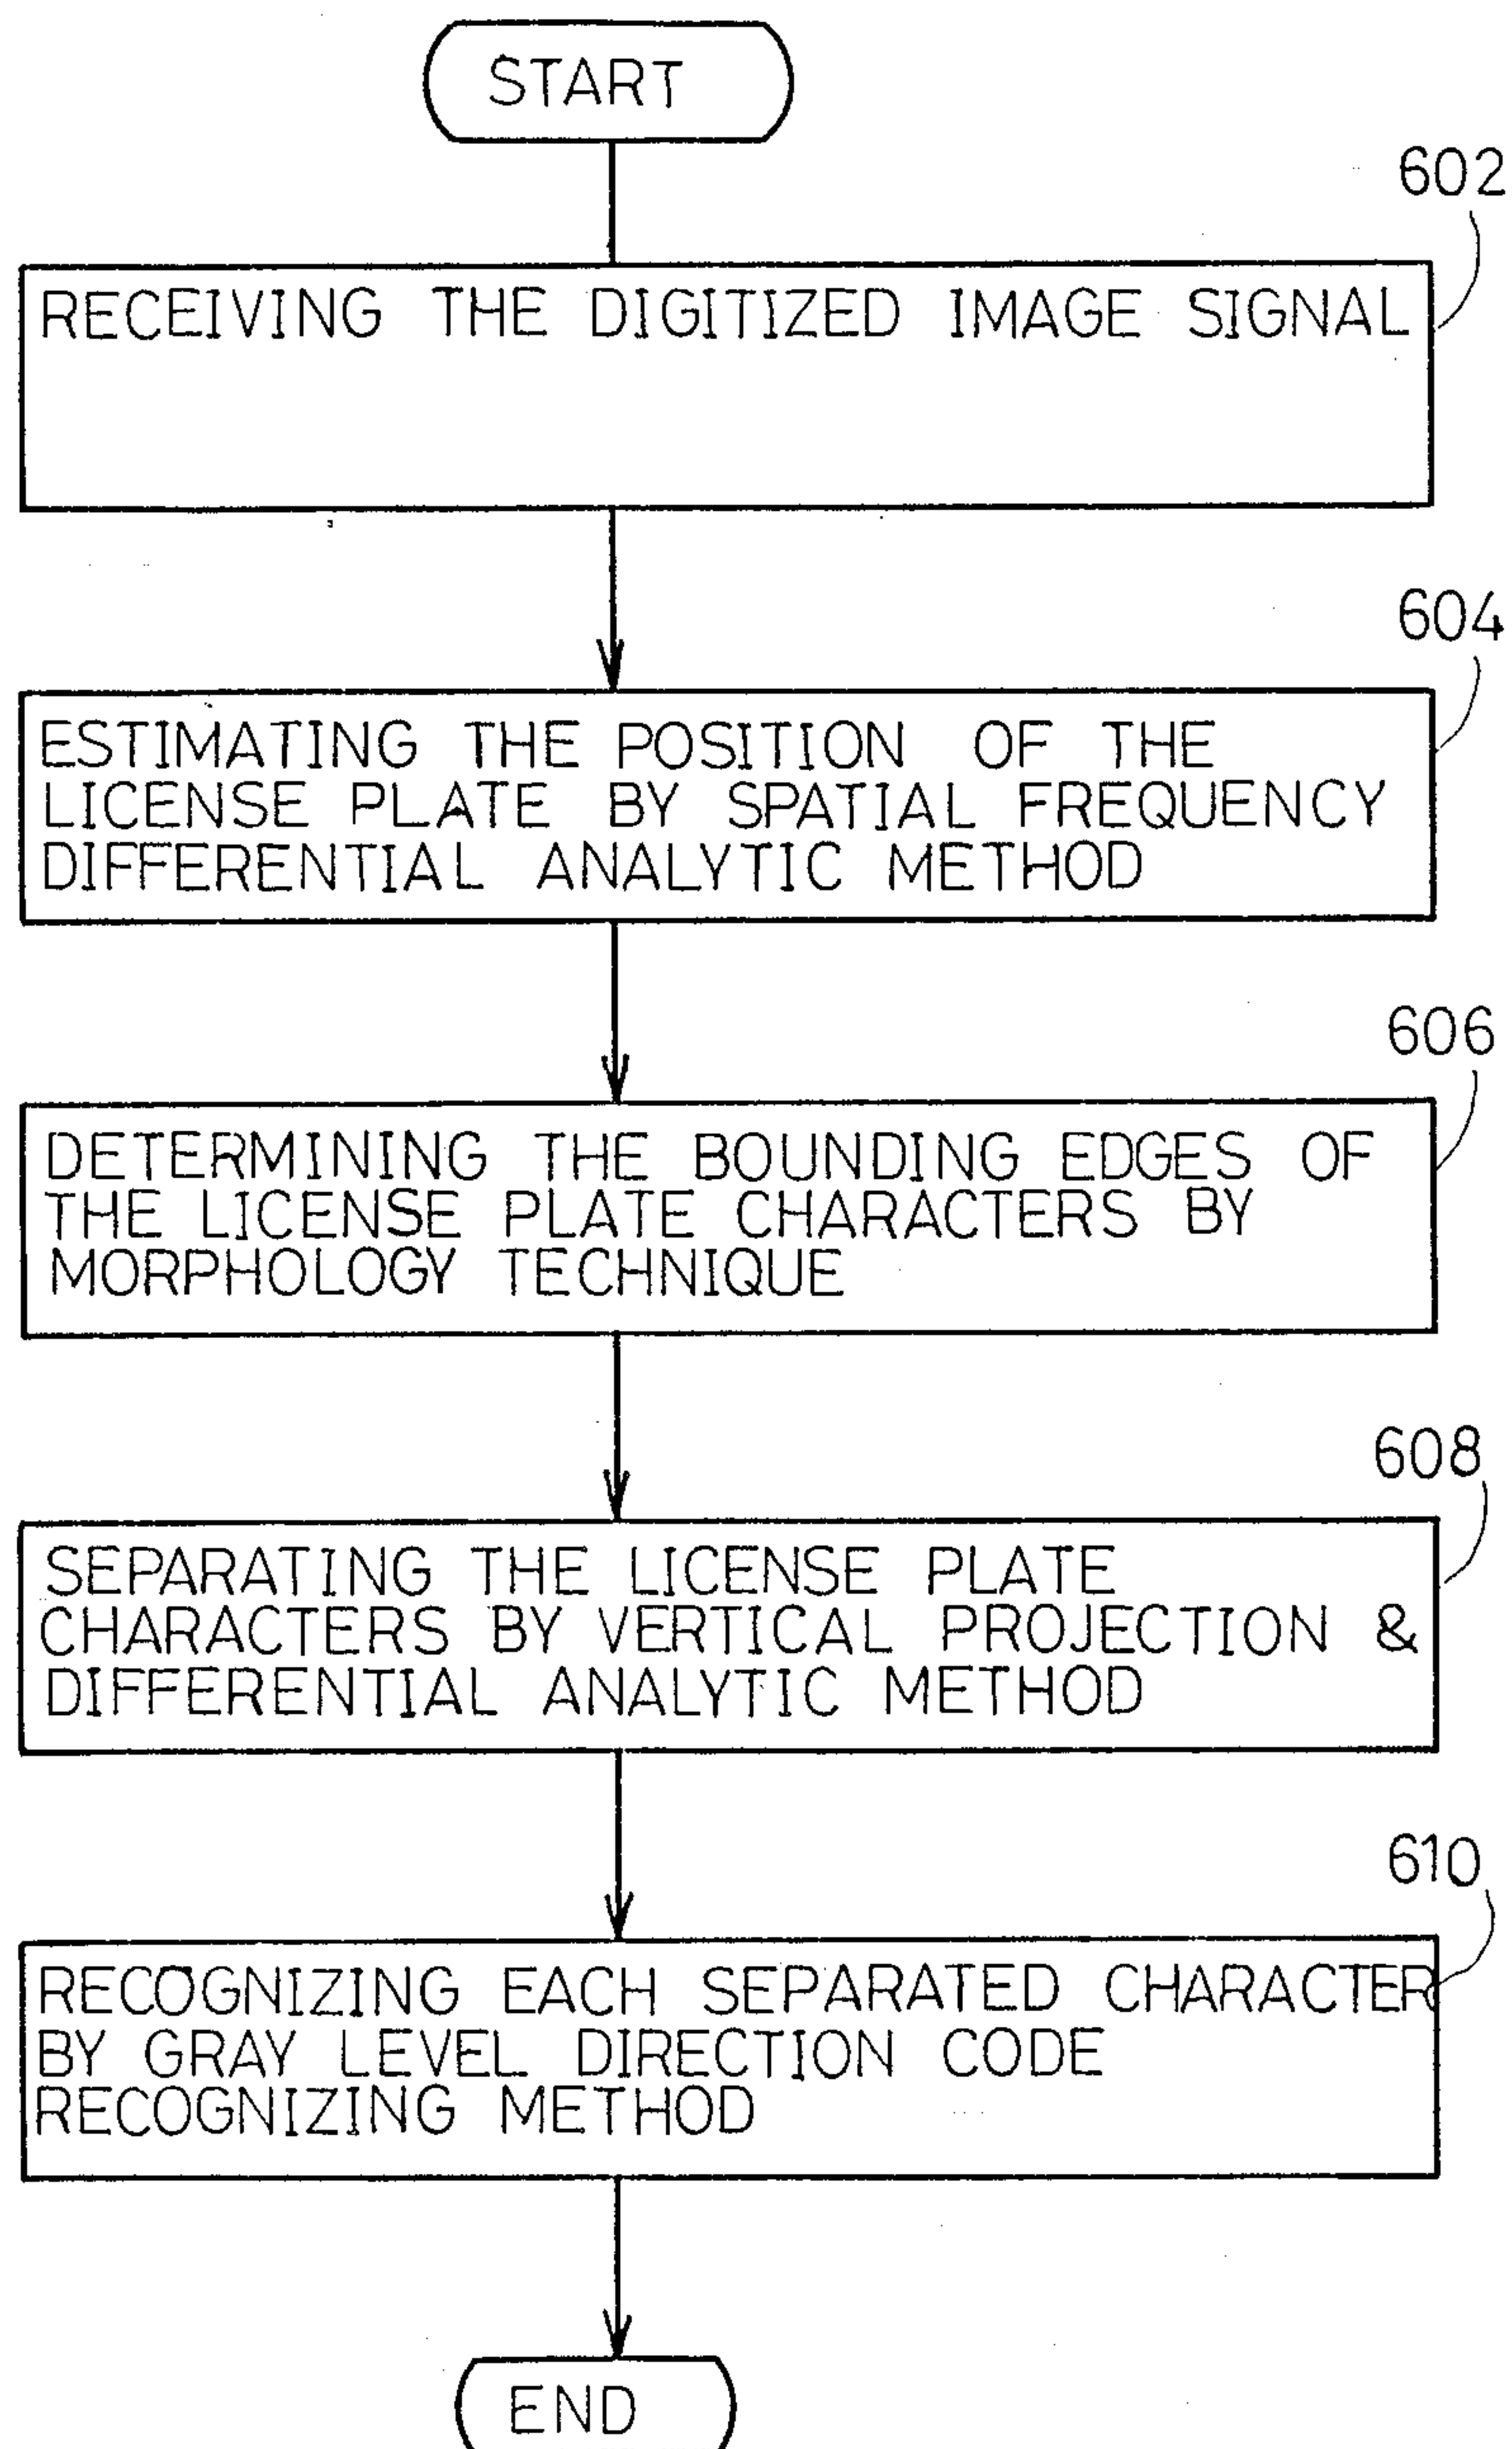 START
602
RECEIVING THE DIGITIZED IMAGE SIGNAL
604
ESTIMATING THE POSITION OF THE
LICENSE PLATE BY SPATIAL FREQUENCY
DIFFERENTIAL ANALYTIC METHOD
606
DETERMINING THE BOUNDING EDGES OF
THE LICENSE PLATE CHARACTERS BY
MORPHOLOGY TECHNIQUE
608
SEPARATING THE LICENSE PLATE
CHARACTERS BY VERTICAL PROJECTION &
DIFFERENTIAL ANALYTIC METHOD
610
RECOGNIZING EACH SEPARATED CHARACTER
BY GRAY LEVEL DIRECTION CODE
RECOGNIZING METHOD
END